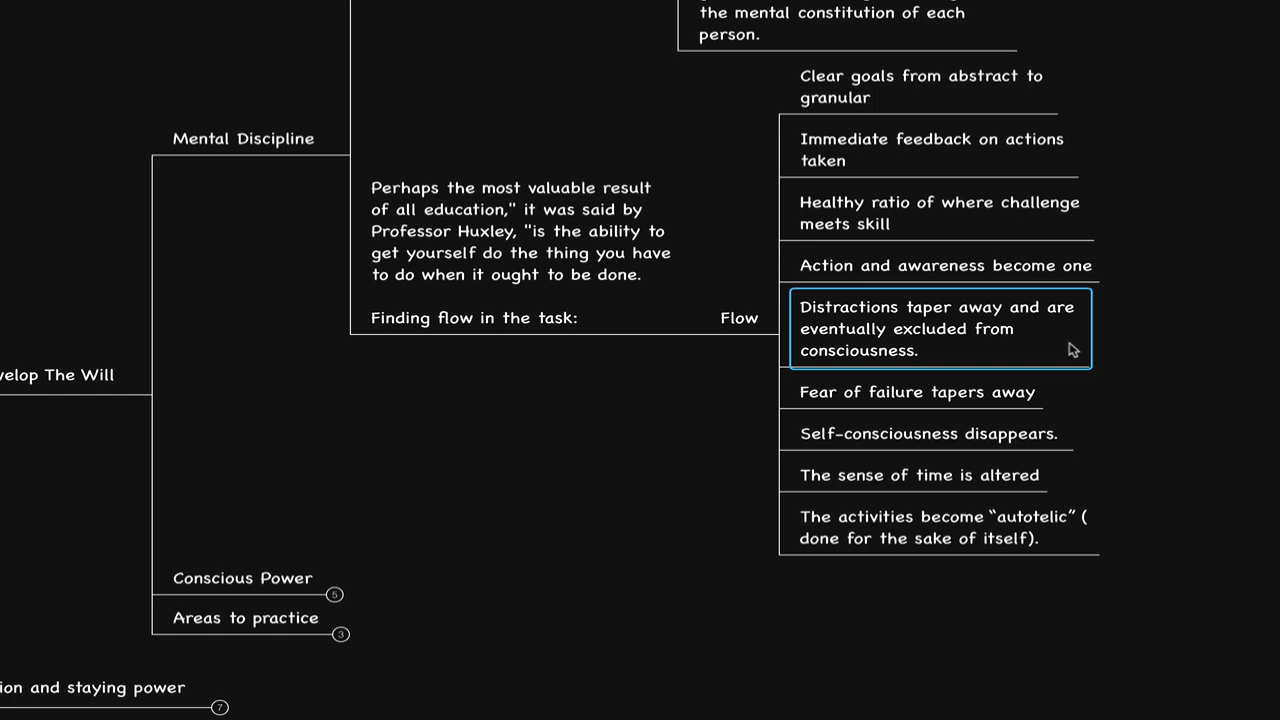 the mental constitution of each
person.
Clear goals from abstract to
granular
Mental Discipline
Immediate feedback on actions
taken
Perhaps the most valuable result
of all education," it was said by
Professor Huxley, "is the ability to
get yourself do the thing you have
to do when it ought to be done.
Healthy ratio of where challenge
meets skill
Action and awareness become one
Finding flow in the task:
Flow
Distractions taper away and are
eventually excluded from
consciousness.
velop The Will
Fear of failure tapers away
Self-consciousness disappears.
The sense of time is altered
The activities become “autotelic” (
done for the sake of itself).
Conscious Power
5
Areas to practice
3
ion and staying power
7